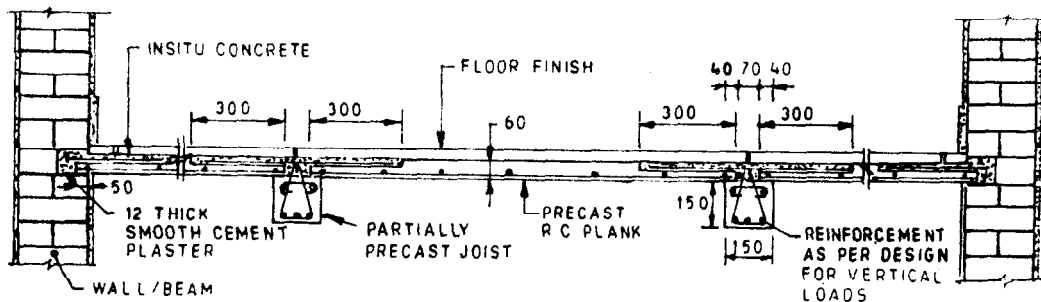 INSITU CONCRETE
FLOOR FINISH
40 70 40
300
300
60
300
300
50
12 THICK
SMOOTH CEMENT
PLASTER
WALL/BEAM
PARTIALLY
PRECAST JOIST
PRECAST
R C PLANK
150
150
REINFORCEMENT
AS PER DESIGN
FOR VERTICAL
LOADS